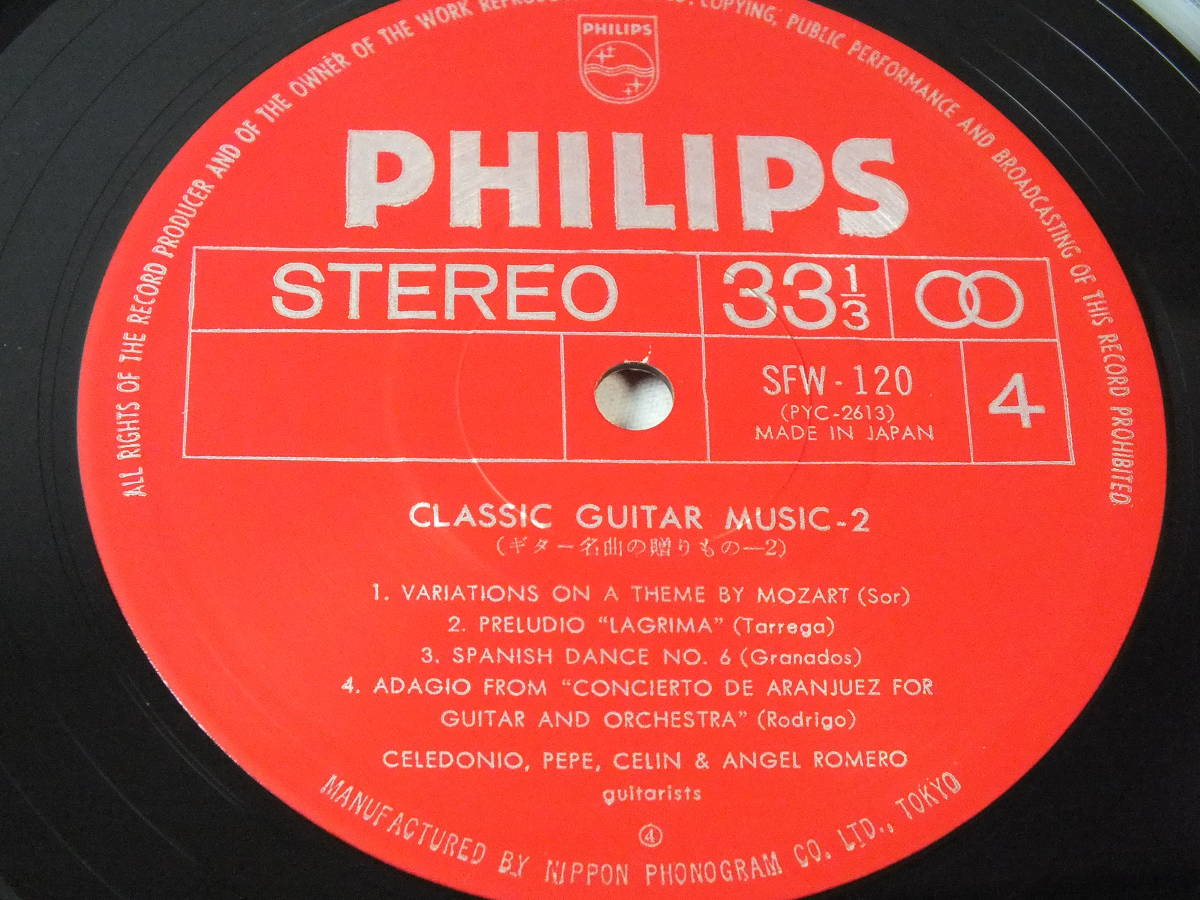 ALL RIGHTS OF THE RECORD PRODUCER AND OF THE OWNER OF THE WORK COPYING, PUBLIC PERFORMANCE AND BROADCASTING OF THIS RECORD PROHIBITED
PHILIPS
PHILIPS
STEREO 33 1/3
SFW-120
(PYC-2613)
MADE IN JAPAN
4
CLASSIC GUITAR MUSIC-2
(ギター名曲の贈りもの—2)
1. VARIATIONS ON A THEME BY MOZART (Sor)
2. PRELUDIO "LAGRIMA" (Tarrega)
3. SPANISH DANCE NO. 6 (Granados)
4. ADAGIO FROM "CONCIERTO DE ARANJUEZ FOR
GUITAR AND ORCHESTRA" (Rodrigo)
CELEDONIO, PEPE, CELIN & ANGEL ROMERO
guitarists
④
MANUFACTURED BY NIPPON PHONOGRAM CO. LTD., TOKYO